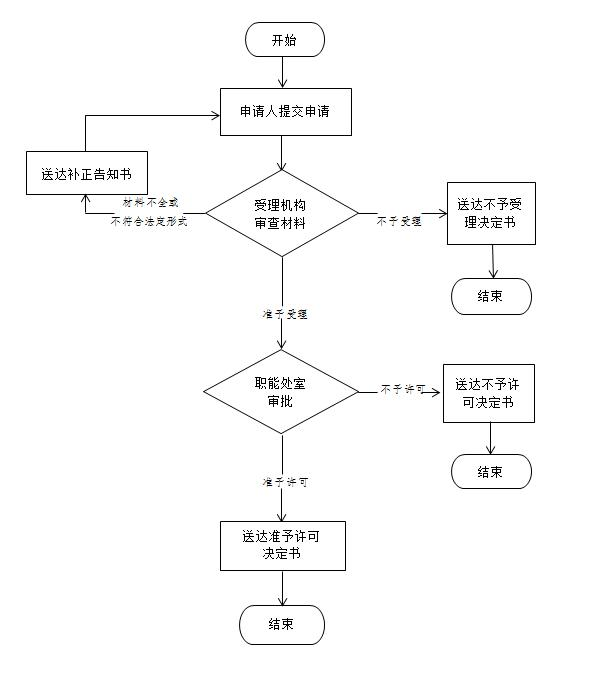 开始
申请人提交申请
送达补正告知书
材料不全或
不符合法定形式
受理机构
审查材料
不予受理
送达不予受
理决定书
结束
准予受理
职能处室
审批
不予许可
送达不予许
可决定书
结束
准予许可
送达准予许可
决定书
结束